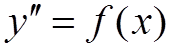 y″ = f(x)